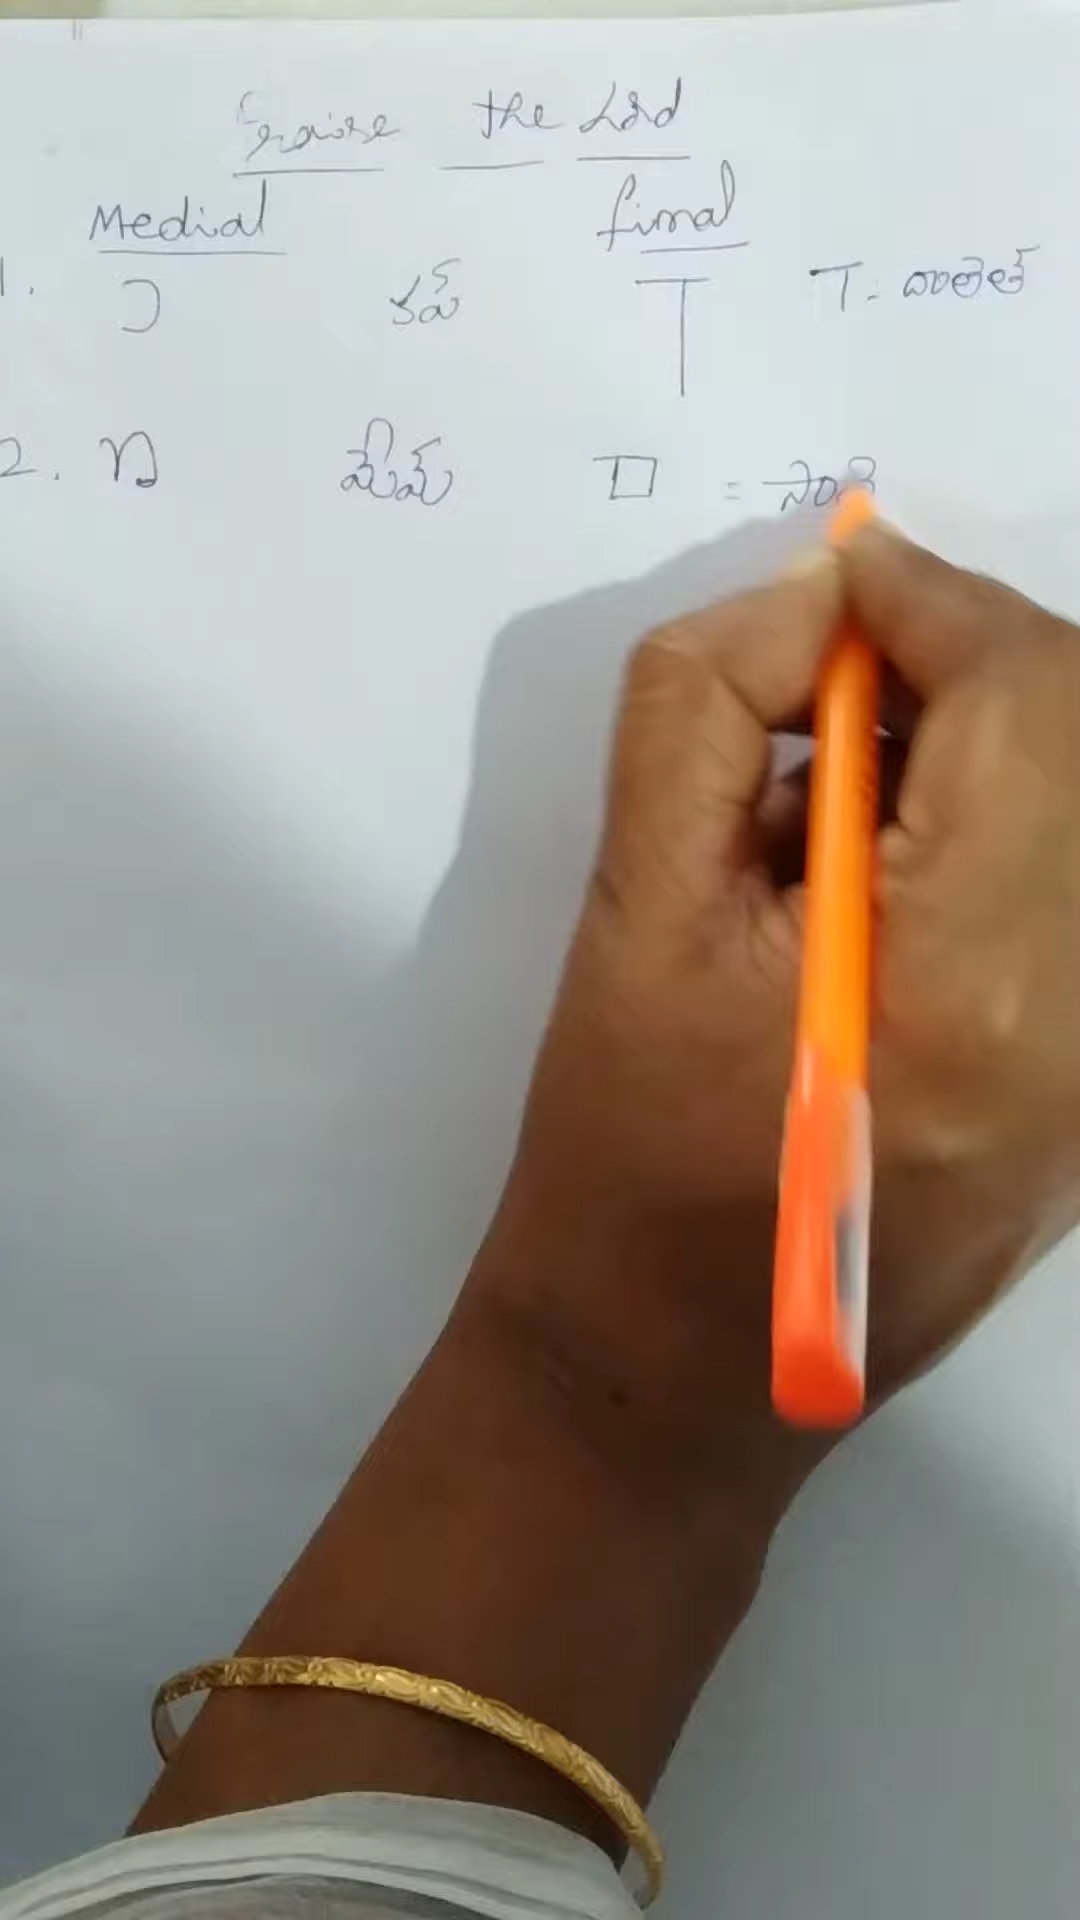 Praise the Lord
Medial final
1. כ కఫ్ T T = దాలెత్
2. מ మేమ్ ם =